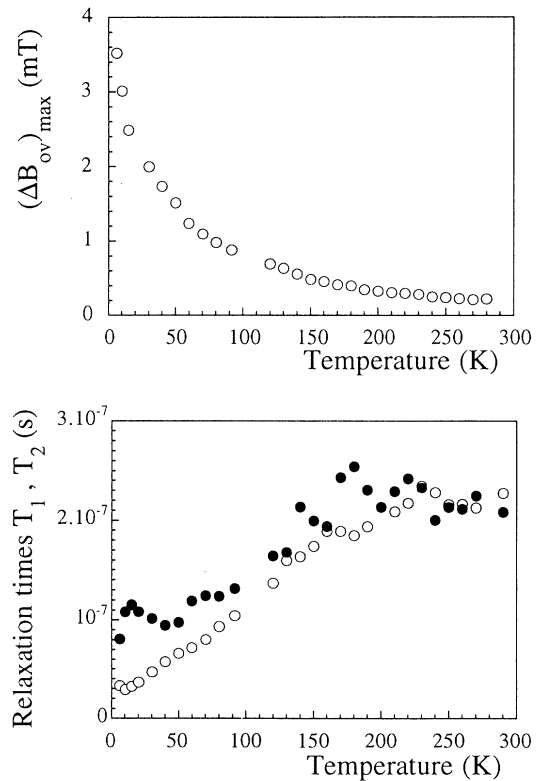 4
3
2
1
0
(ΔB_ov)_max (mT)
0 50 100 150 200 250 300
Temperature (K)
3.10^-7
2.10^-7
10^-7
0
Relaxation times T_1 , T_2 (s)
0 50 100 150 200 250 300
Temperature (K)